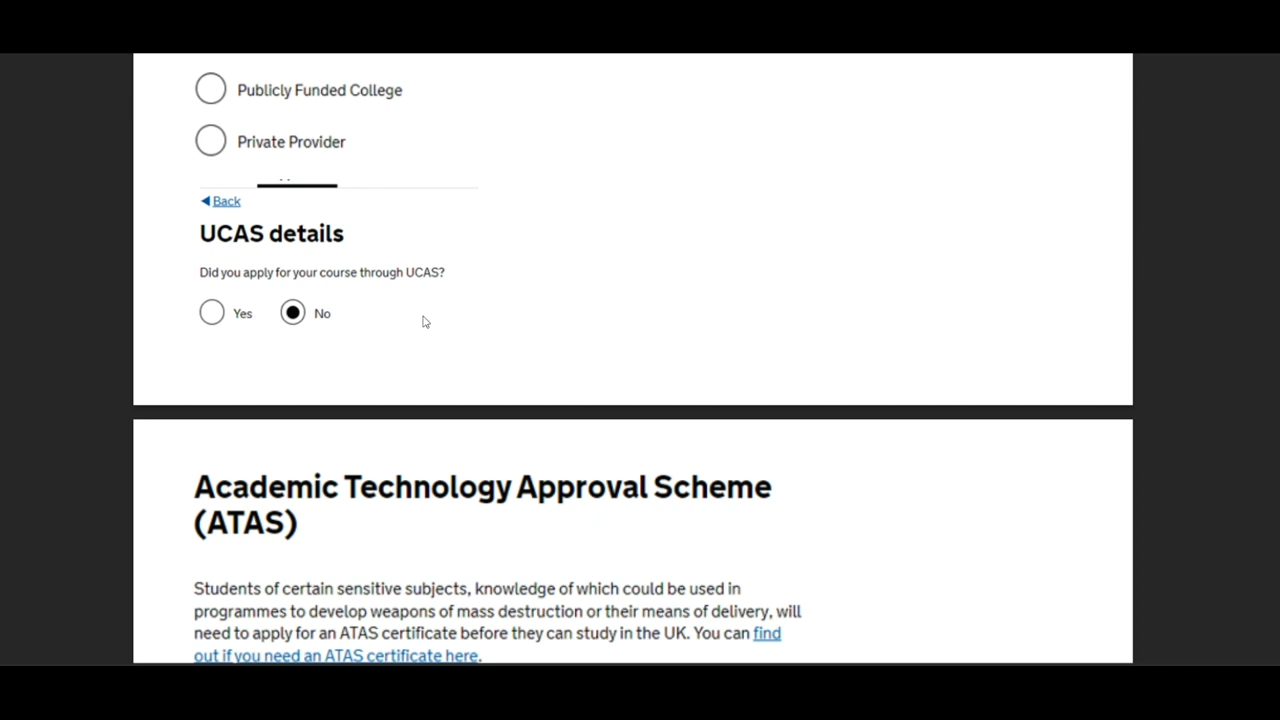 Publicly Funded College
Private Provider
Back
UCAS details
Did you apply for your course through UCAS?
Yes No
Academic Technology Approval Scheme
(ATAS)
Students of certain sensitive subjects, knowledge of which could be used in
programmes to develop weapons of mass destruction or their means of delivery, will
need to apply for an ATAS certificate before they can study in the UK. You can find
out if you need an ATAS certificate here.